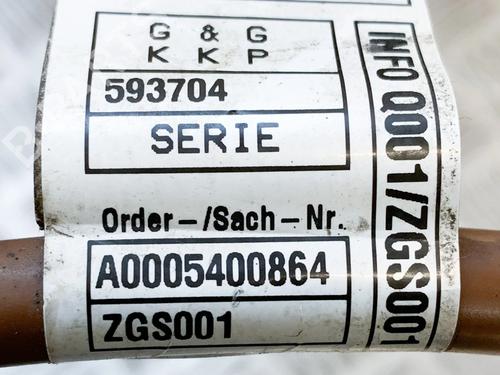 G & G
K K P
593704
SERIE
Order-/Sach-Nr.
A0005400864
ZGS001
INFO Q001/ZGS001